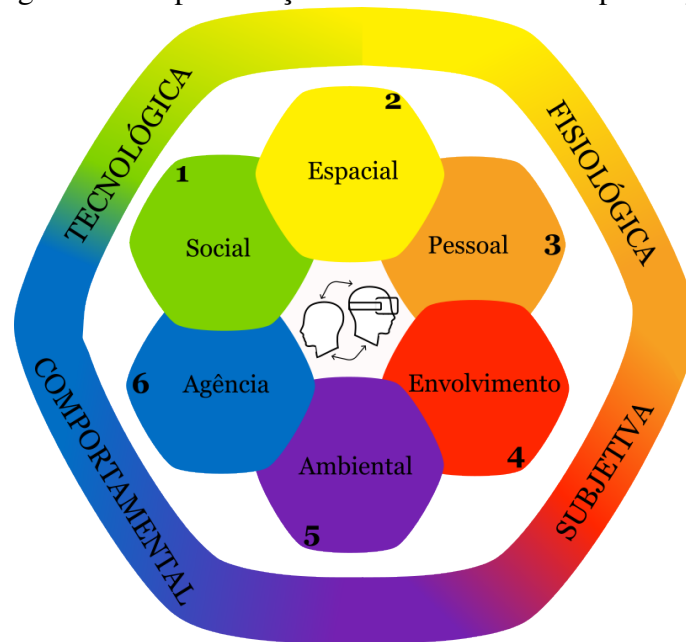 TECNOLÓGICA
FISIOLÓGICA
2
Espacial
1
Social
Pessoal 3
6 Agência
Envolvimento
4
Ambiental
5
COMPORTAMENTAL
SUBJETIVA